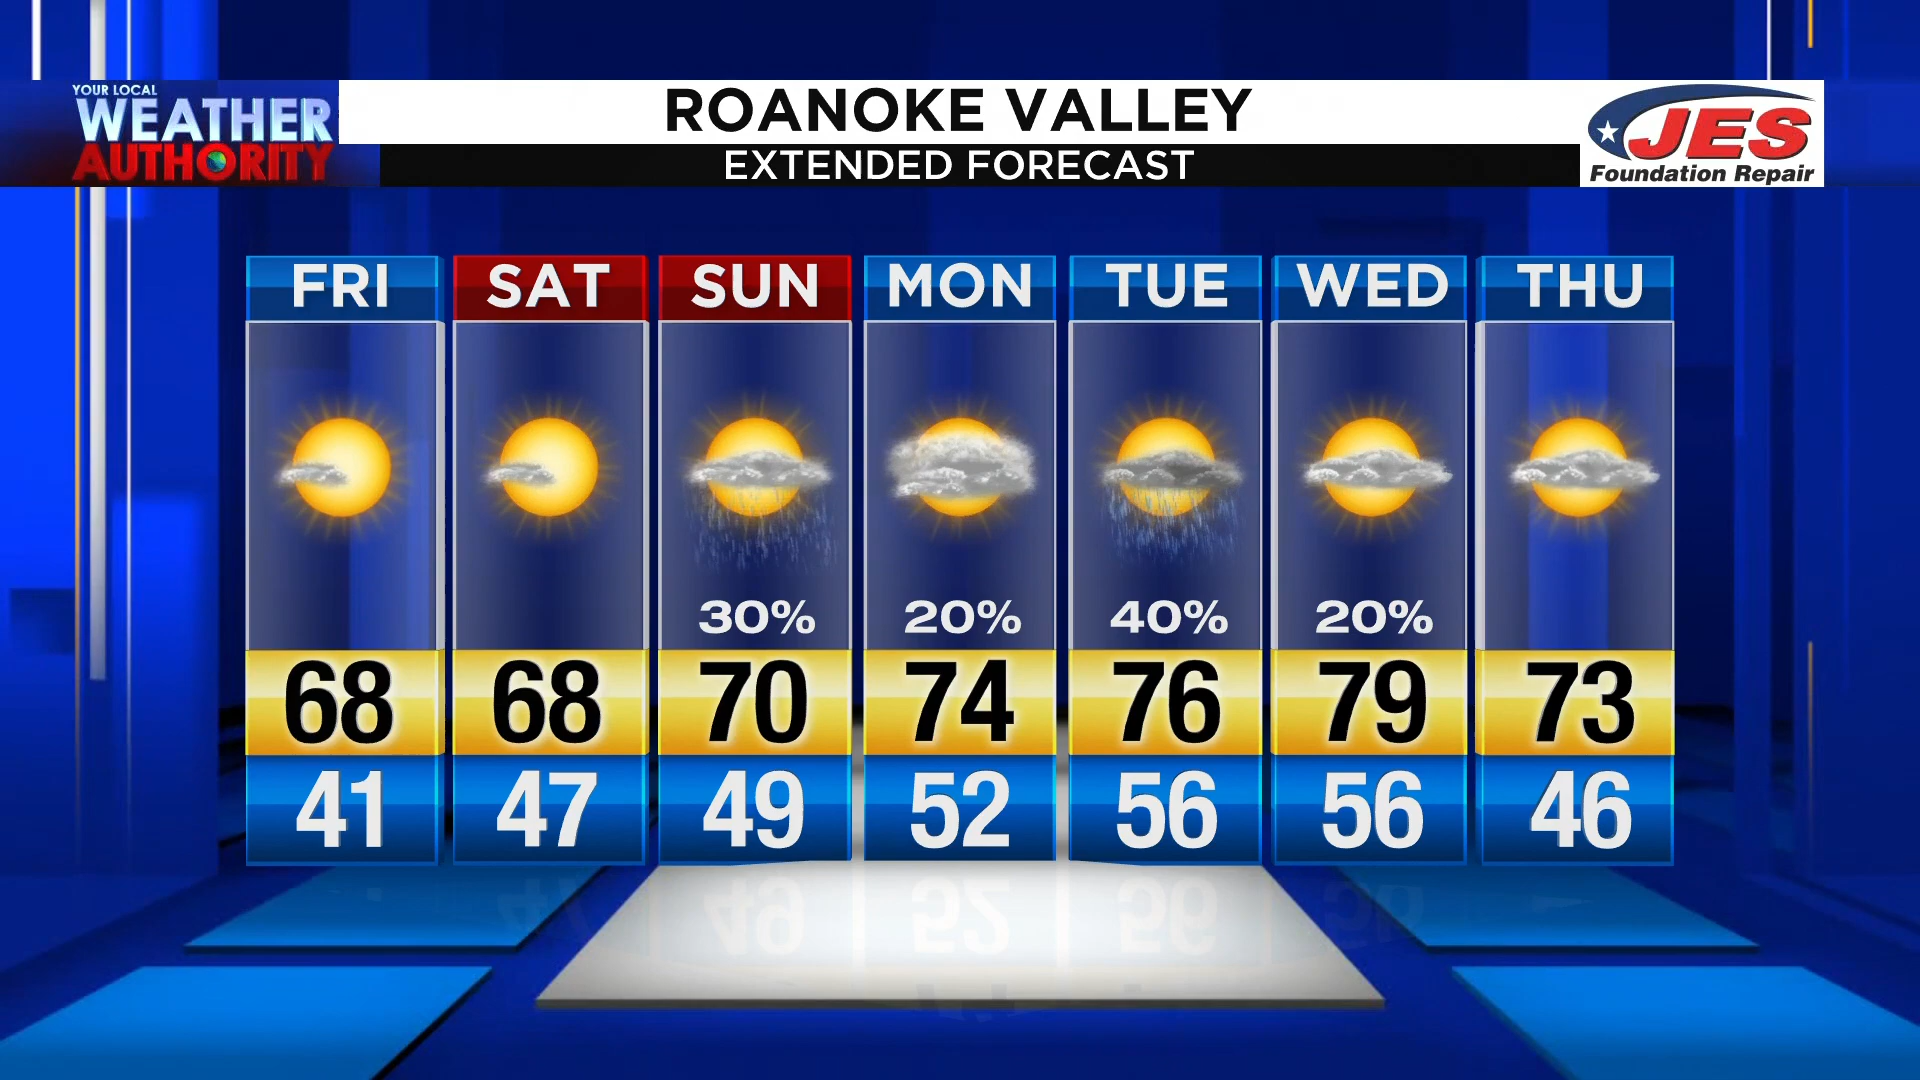 YOUR LOCAL
WEATHER
AUTHORITY
ROANOKE VALLEY
EXTENDED FORECAST
JES
Foundation Repair
FRI SAT SUN MON TUE WED THU
30% 20% 40% 20%
68 68 70 74 76 79 73
41 47 49 52 56 56 46